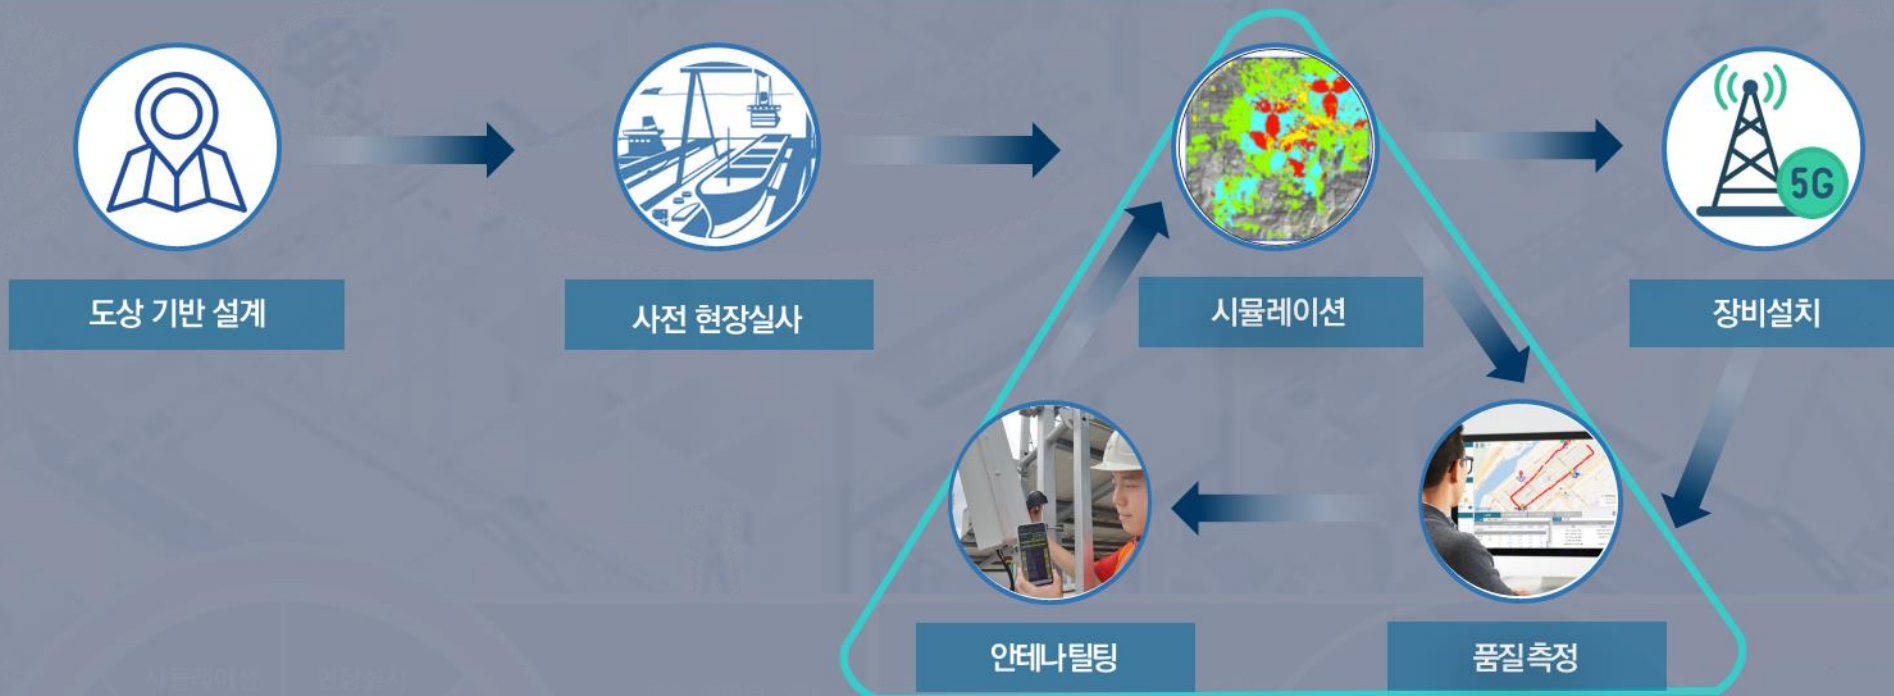 5G
도상 기반 설계
사전 현장실사
시뮬레이션
장비설치
안테나틸팅
품질측정